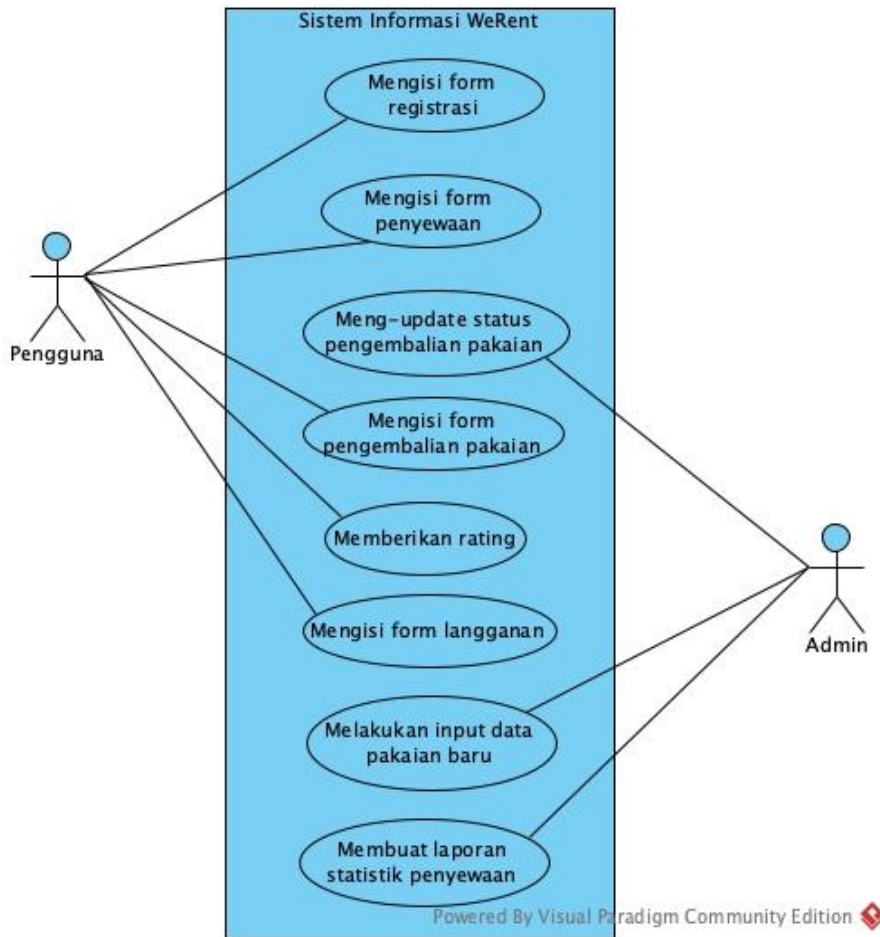 Sistem Informasi WeRent
Mengisi form
registrasi
Mengisi form
penyewaan
Pengguna
Meng-update status
pengembalian pakaian
Mengisi form
pengembalian pakaian
Memberikan rating
Mengisi form langganan
Admin
Melakukan input data
pakaian baru
Membuat laporan
statistik penyewaan
Powered By Visual Paradigm Community Edition